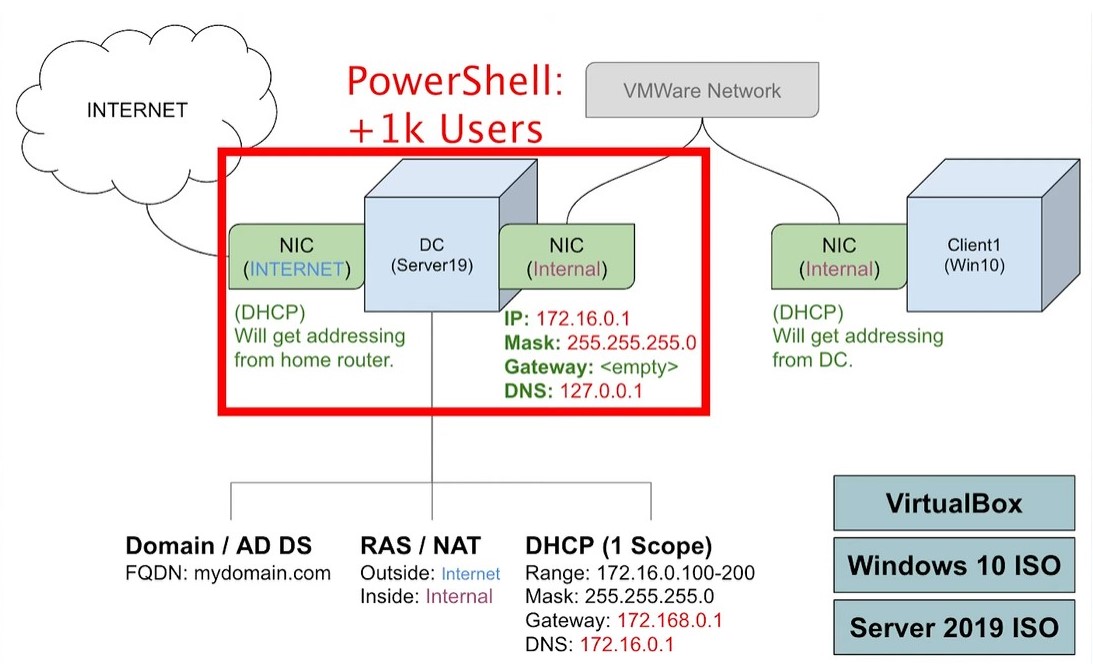 INTERNET
PowerShell:
+1k Users
VMWare Network
NIC
(INTERNET)
DC
(Server19)
NIC
(Internal)
NIC
(Internal)
Client1
(Win10)
(DHCP)
Will get addressing
from home router.
IP: 172.16.0.1
Mask: 255.255.255.0
Gateway: <empty>
DNS: 127.0.0.1
(DHCP)
Will get addressing
from DC.
Domain / AD DS
FQDN: mydomain.com
RAS / NAT
Outside: Internet
Inside: Internal
DHCP (1 Scope)
Range: 172.16.0.100-200
Mask: 255.255.255.0
Gateway: 172.168.0.1
DNS: 172.16.0.1
VirtualBox
Windows 10 ISO
Server 2019 ISO